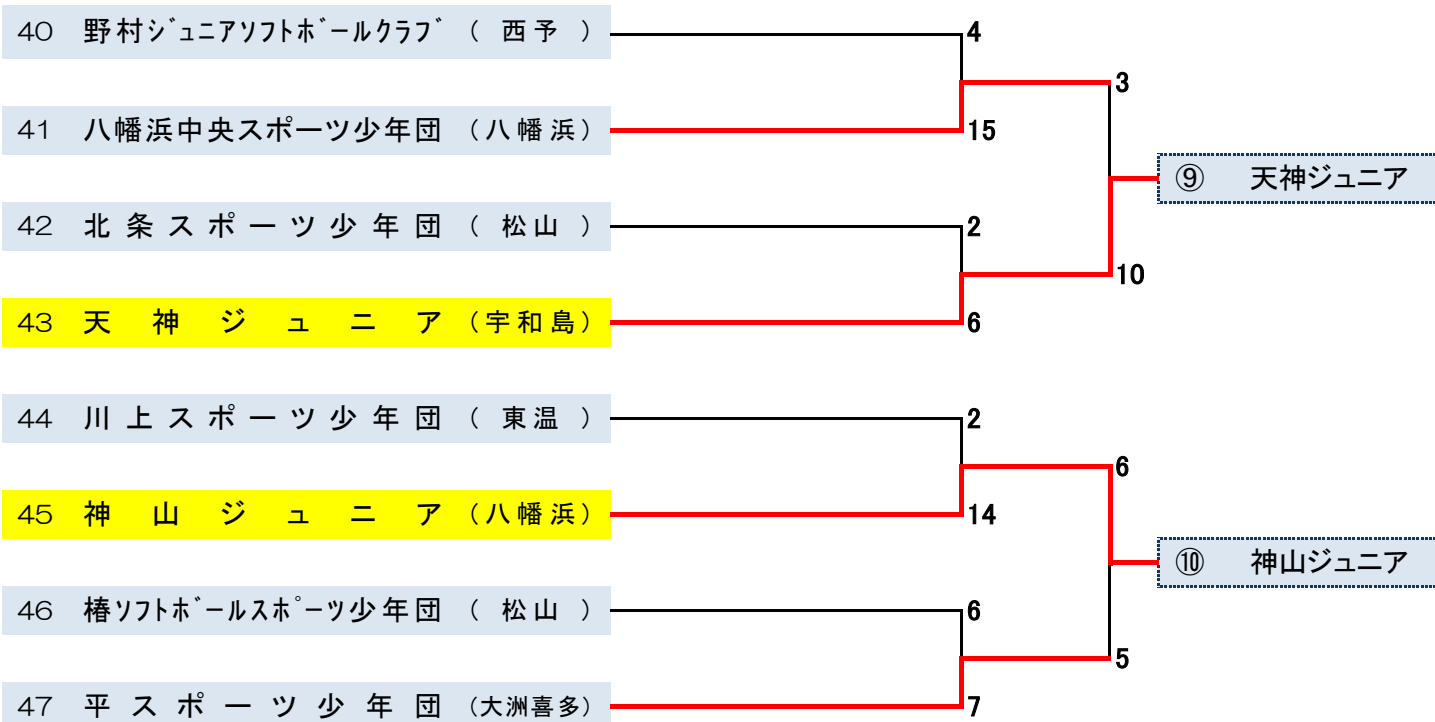 40 野村ｼﾞｭﾆｱｿﾌﾄﾎﾞｰﾙｸﾗﾌﾞ （ 西予 ） 4
3
41 八幡浜中央スポーツ少年団 （八幡浜） 15
⑨ 天神ジュニア
42 北条スポーツ少年団 （ 松山 ） 2
10
43 天神ジュニア （宇和島） 6
44 川上スポーツ少年団 （ 東温 ） 2
6
45 神山ジュニア （八幡浜） 14
⑩ 神山ジュニア
46 椿ｿﾌﾄﾎﾞｰﾙｽﾎﾟｰﾂ少年団 （ 松山 ） 6
5
47 平スポーツ少年団 （大洲喜多） 7